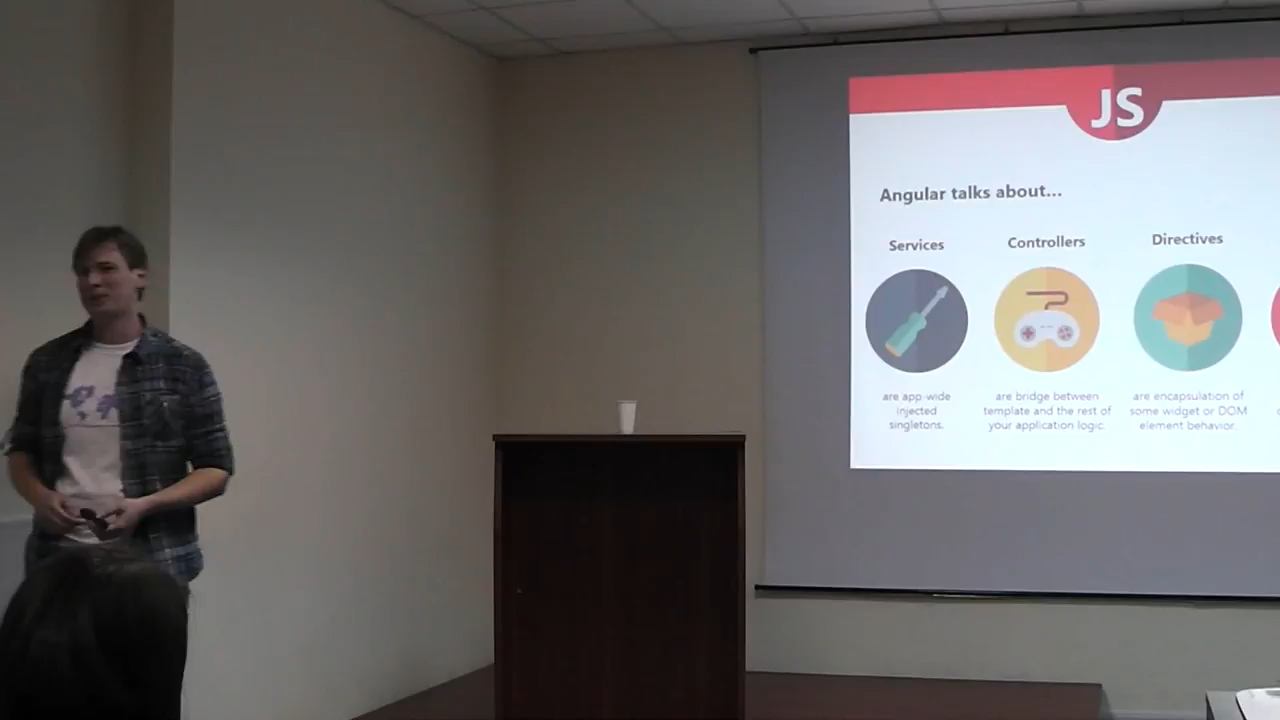 JS
Angular talks about...
Services
Controllers
Directives
are app-wide
injected
singletons.
are bridge between
template and the rest of
your application logic.
are encapsulation of
some widget or DOM
element behavior.